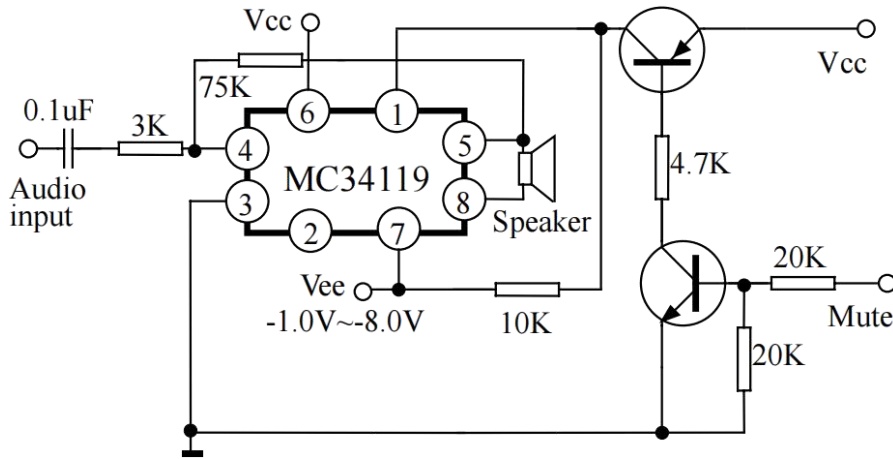 Vcc
75K
0.1uF
3K
6
1
Vcc
4
5
4.7K
MC34119
Audio
input
3
8
Speaker
2
7
20K
Vee
-1.0V~-8.0V
10K
Mute
20K